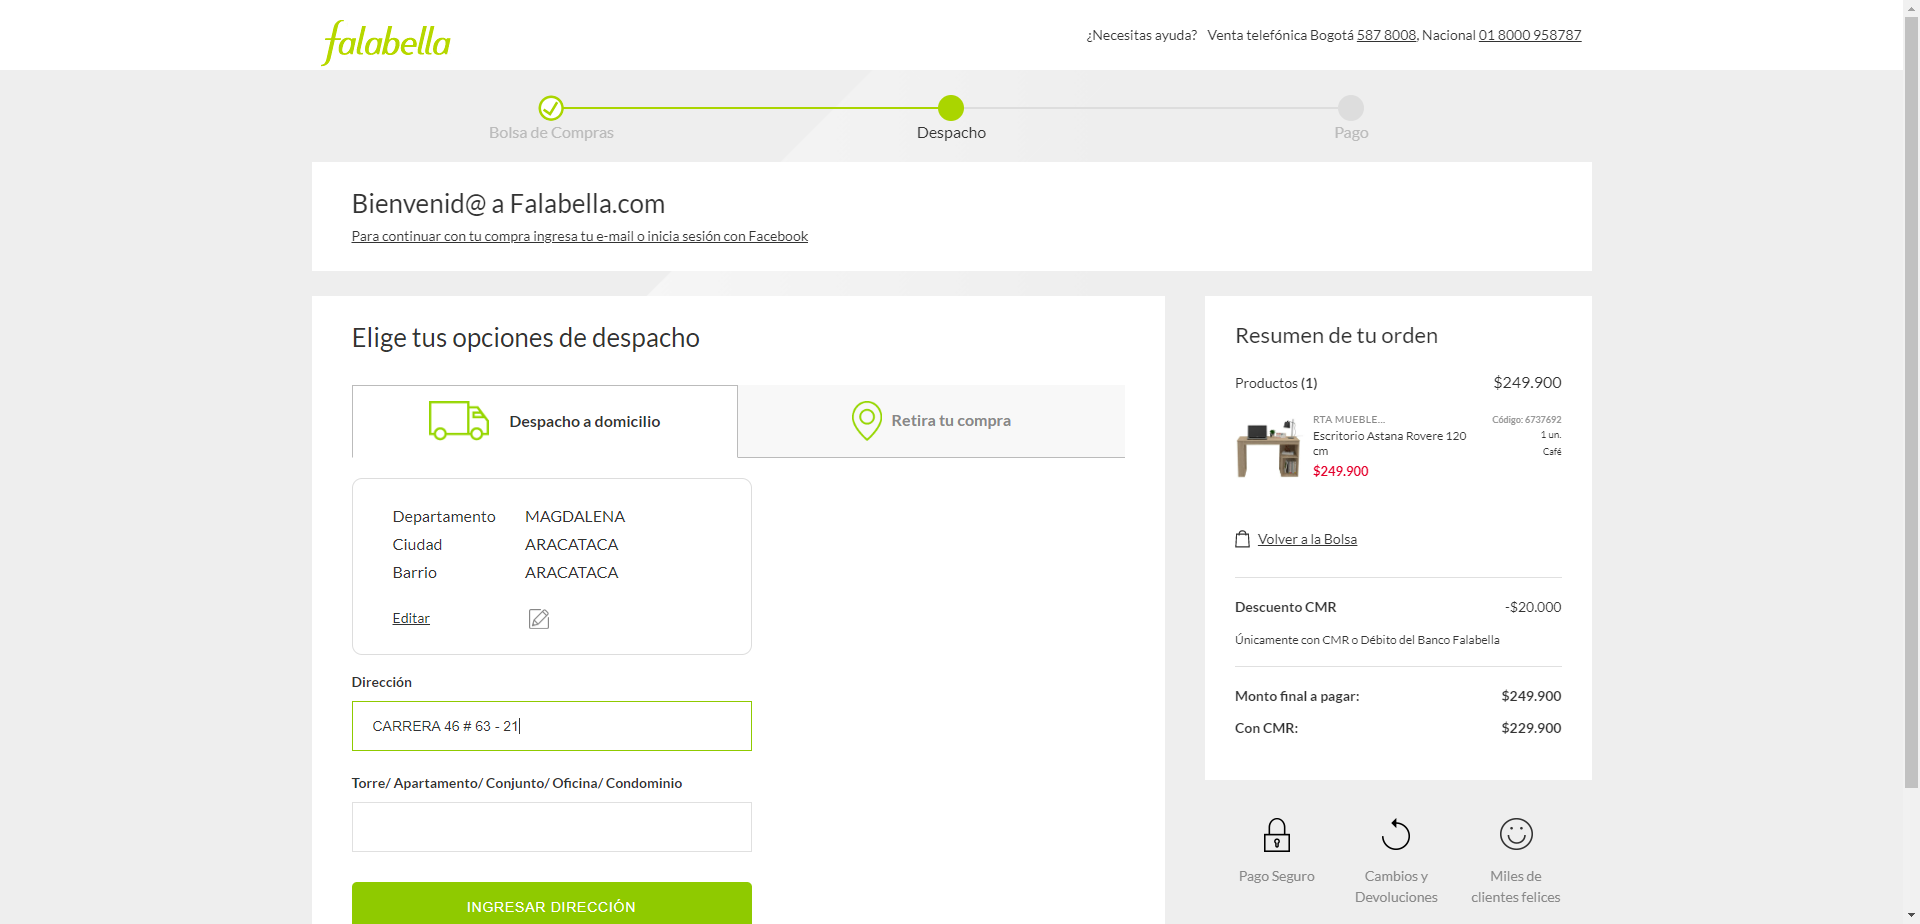 falabella
¿Necesitas ayuda? Venta telefónica Bogotá 587 8008, Nacional 01 8000 958787
Bolsa de Compras
Despacho
Pago
Bienvenid@ a Falabella.com
Para continuar con tu compra ingresa tu e-mail o inicia sesión con Facebook
Elige tus opciones de despacho
Despacho a domicilio
Retira tu compra
Departamento MAGDALENA
Ciudad ARACATACA
Barrio ARACATACA
Editar
Dirección
CARRERA 46 # 63 - 21
Torre/ Apartamento/ Conjunto/ Oficina/ Condominio
INGRESAR DIRECCIÓN
Resumen de tu orden
Productos (1) $249.900
RTA MUEBLE... Código: 6737692
Escritorio Astana Rovere 120 1 un.
cm Café
$249.900
Volver a la Bolsa
Descuento CMR -$20.000
Únicamente con CMR o Débito del Banco Falabella
Monto final a pagar: $249.900
Con CMR: $229.900
Pago Seguro
Cambios y
Devoluciones
Miles de
clientes felices